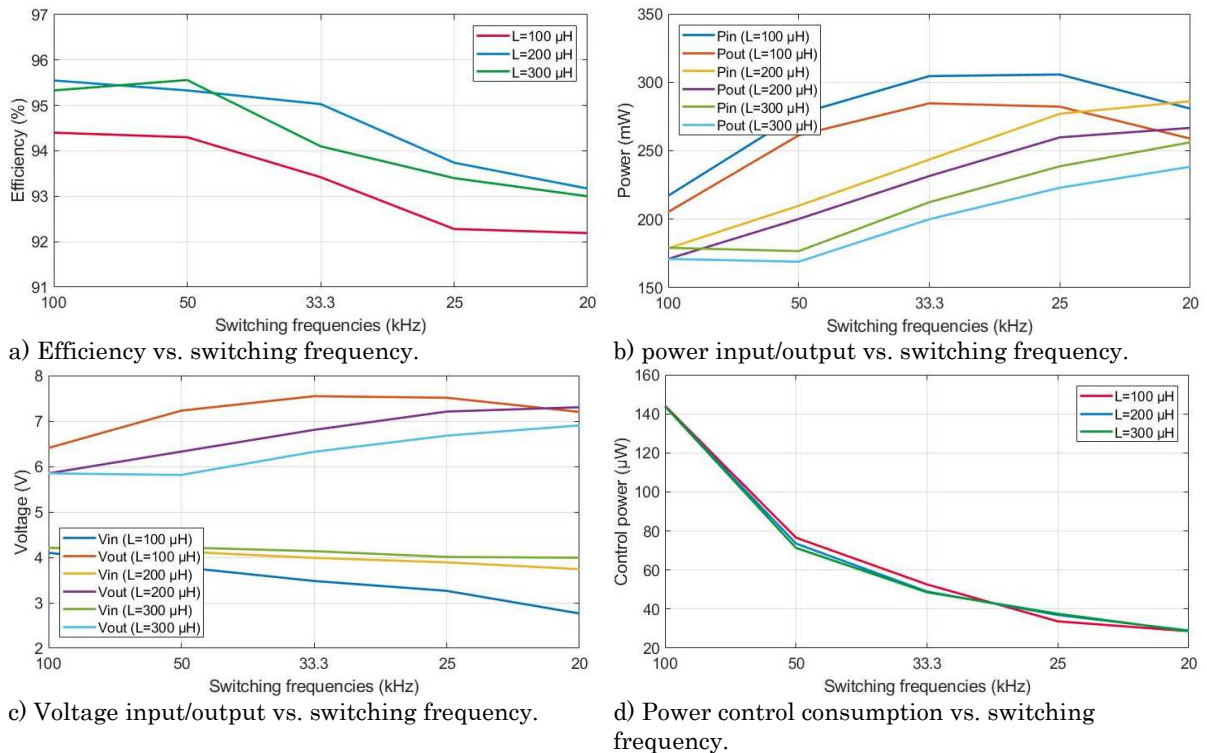 97
96
95
94
93
92
91
Efficiency (%)
L=100 µH
L=200 µH
L=300 µH
100 50 33.3 25 20
Switching frequencies (kHz)
a) Efficiency vs. switching frequency.
350
300
250
200
150
Power (mW)
Pin (L=100 µH)
Pout (L=100 µH)
Pin (L=200 µH)
Pout (L=200 µH)
Pin (L=300 µH)
Pout (L=300 µH)
100 50 33.3 25 20
Switching frequencies (kHz)
b) power input/output vs. switching frequency.
8
7
6
5
4
3
2
Voltage (V)
Vin (L=100 µH)
Vout (L=100 µH)
Vin (L=200 µH)
Vout (L=200 µH)
Vin (L=300 µH)
Vout (L=300 µH)
100 50 33.3 25 20
Switching frequencies (kHz)
c) Voltage input/output vs. switching frequency.
160
140
120
100
80
60
40
20
Control power (µW)
L=100 µH
L=200 µH
L=300 µH
100 50 33.3 25 20
Switching frequencies (kHz)
d) Power control consumption vs. switching
frequency.